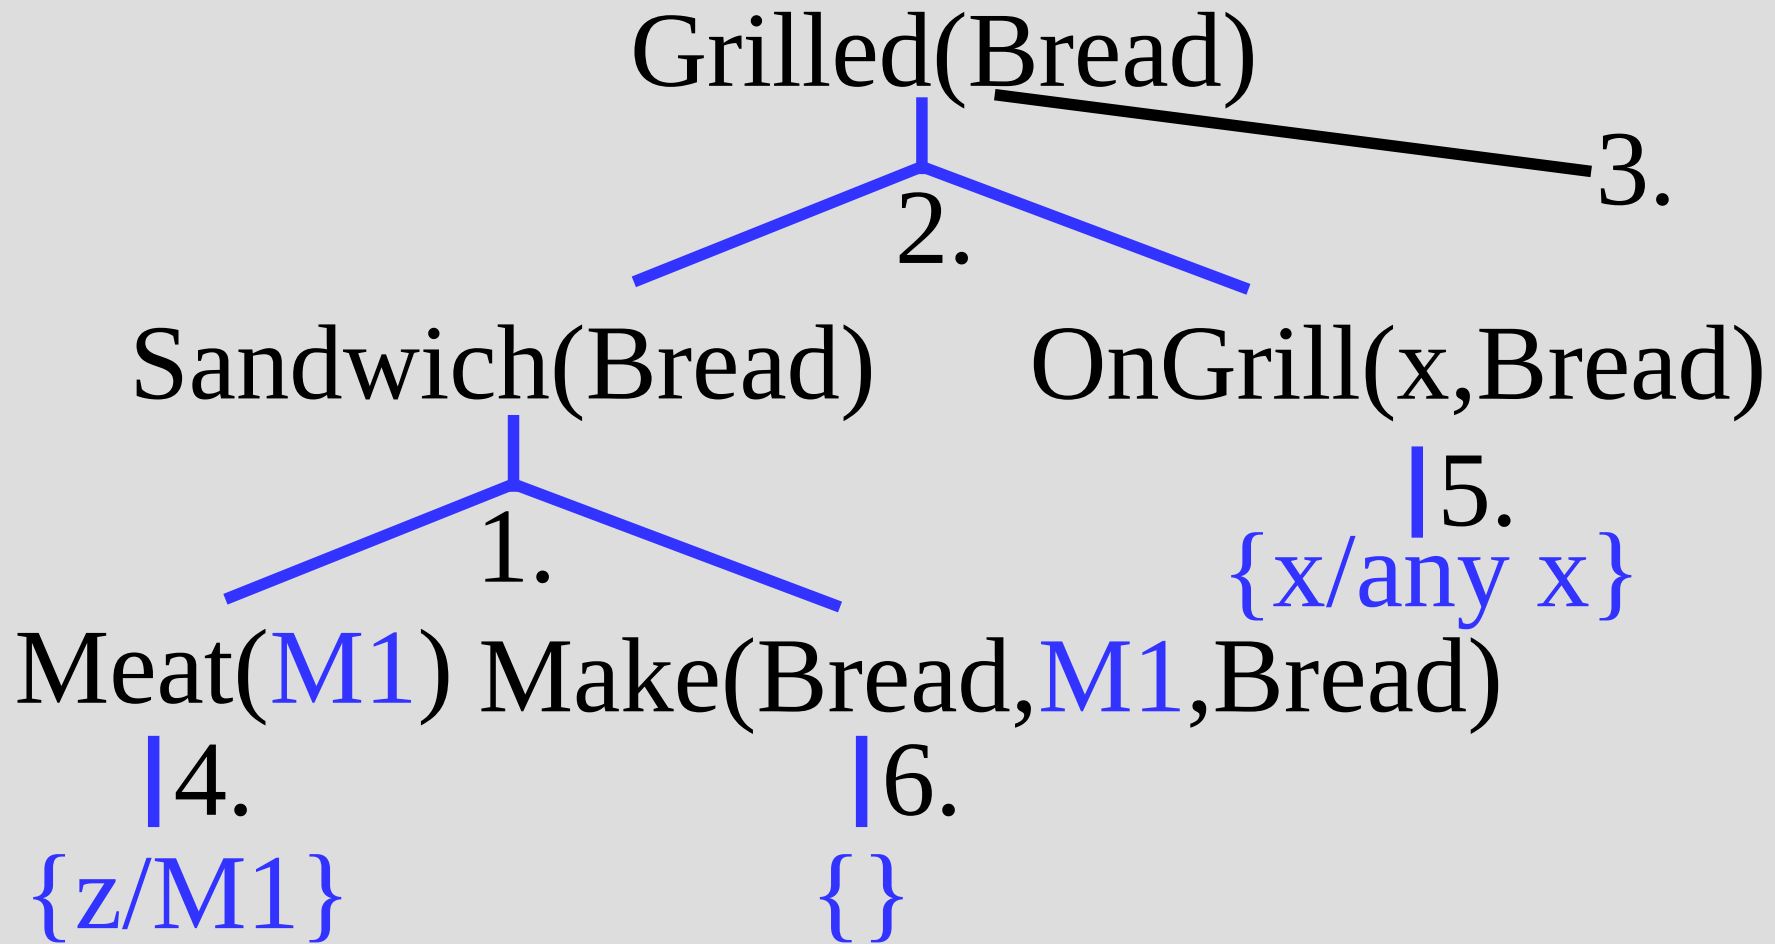 Grilled(Bread)
3.
2.
Sandwich(Bread) OnGrill(x,Bread)
5.
1.
{x/any x}
Meat(M1) Make(Bread,M1,Bread)
4. 6.
{z/M1} {}